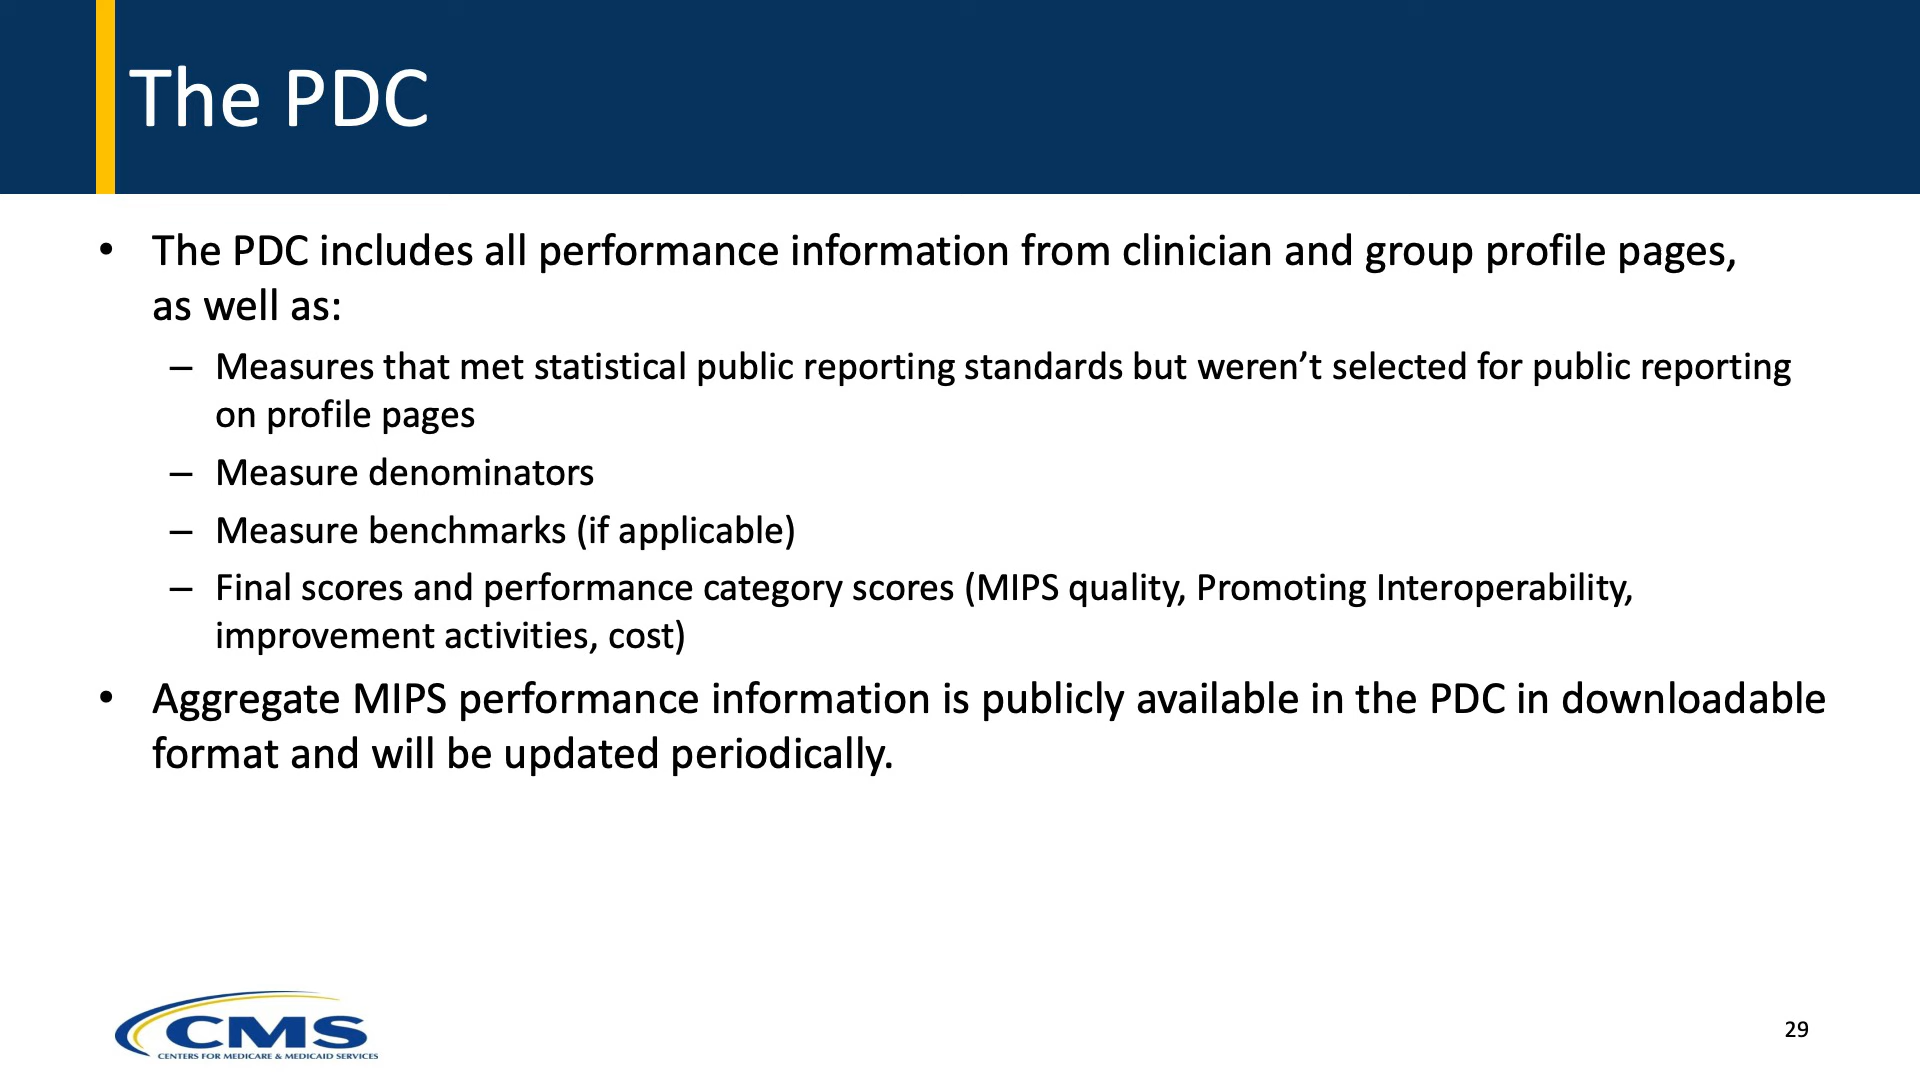 The PDC
• The PDC includes all performance information from clinician and group profile pages,
as well as:
– Measures that met statistical public reporting standards but weren’t selected for public reporting
on profile pages
– Measure denominators
– Measure benchmarks (if applicable)
– Final scores and performance category scores (MIPS quality, Promoting Interoperability,
improvement activities, cost)
• Aggregate MIPS performance information is publicly available in the PDC in downloadable
format and will be updated periodically.
CMS
CENTERS FOR MEDICARE & MEDICAID SERVICES
29